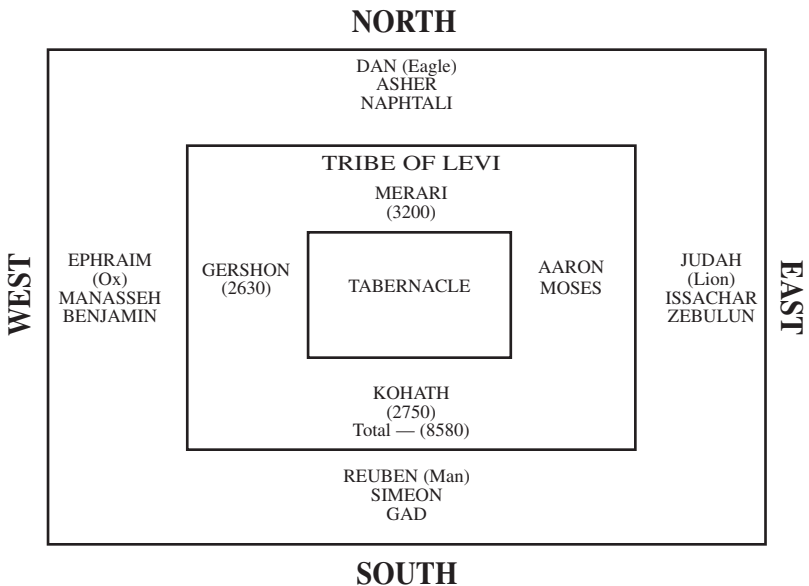 NORTH
DAN (Eagle)
ASHER
NAPHTALI
TRIBE OF LEVI
MERARI
(3200)
WEST
EPHRAIM
(Ox)
MANASSEH
BENJAMIN
GERSHON
(2630)
TABERNACLE
AARON
MOSES
JUDAH
(Lion)
ISSACHAR
ZEBULUN
EAST
KOHATH
(2750)
Total — (8580)
REUBEN (Man)
SIMEON
GAD
SOUTH